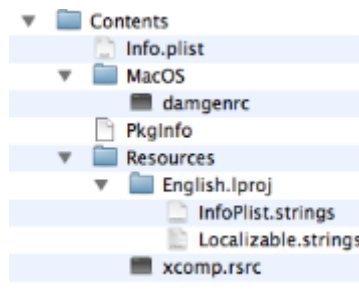 Contents
Info.plist
MacOS
damgenrc
PkgInfo
Resources
English.lproj
InfoPlist.strings
Localizable.strings
xcomp.rsrc